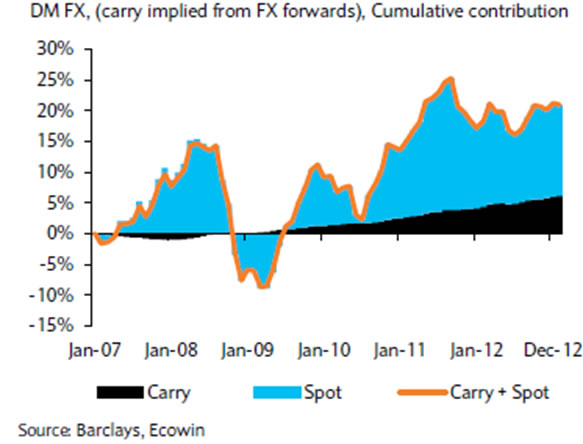 DM FX, (carry implied from FX forwards), Cumulative contribution
30%
25%
20%
15%
10%
5%
0%
-5%
-10%
-15%
Jan-07 Jan-08 Jan-09 Jan-10 Jan-11 Jan-12 Dec-12
Carry Spot Carry + Spot
Source: Barclays, Ecowin